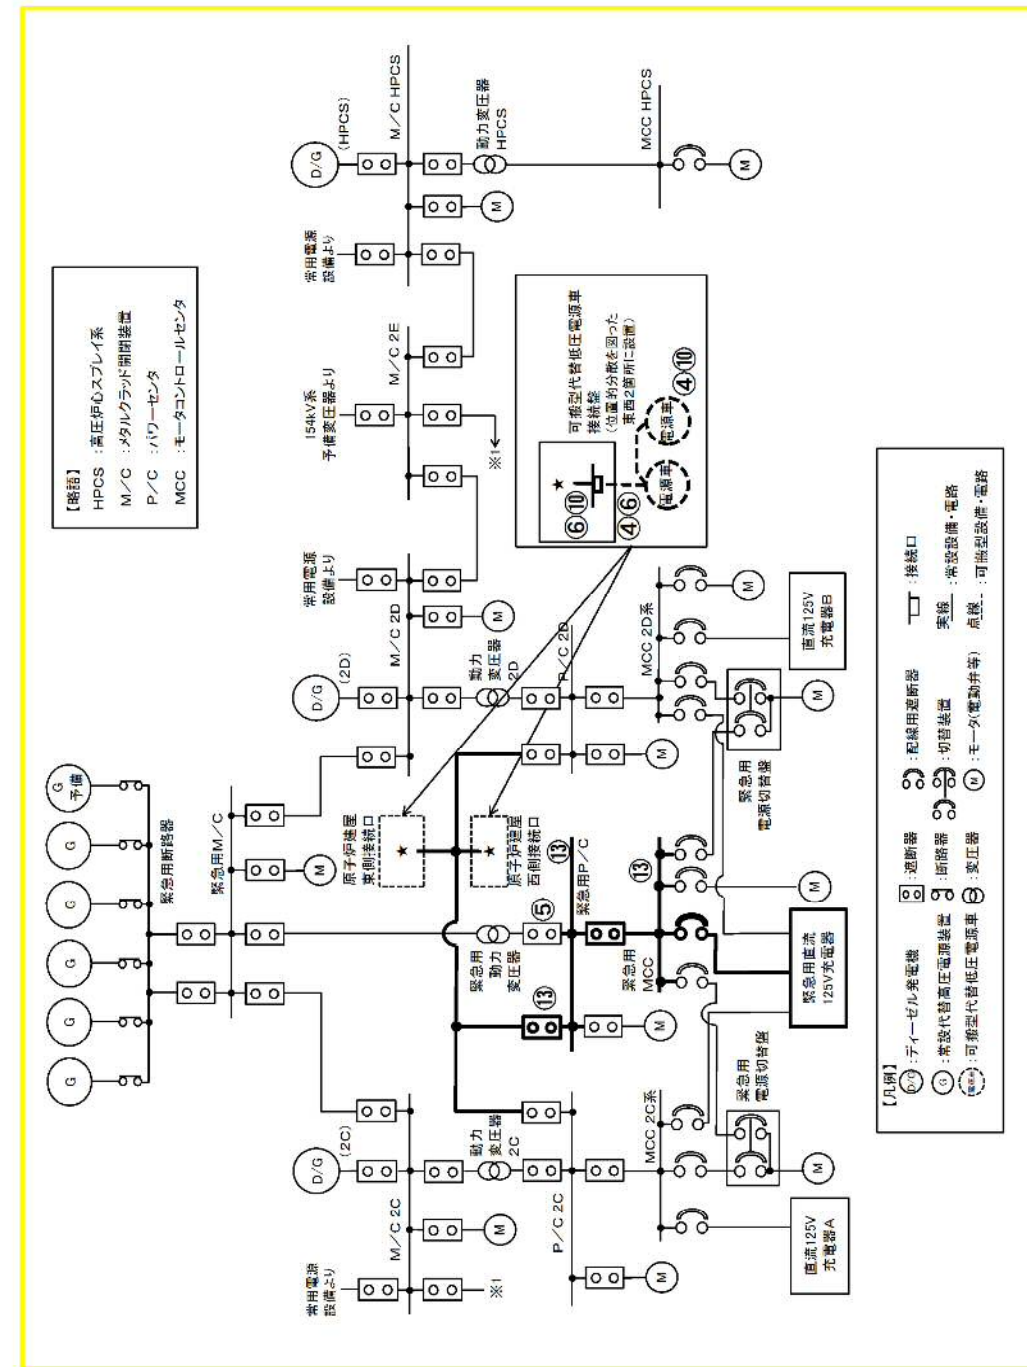 【略語】
HPCS ：高圧炉心スプレイ系
M／C ：メタルクラッド開閉装置
P／C ：パワーセンタ
MCC ：モータコントロールセンタ
G
G
G
G
G
G
予備
緊急用断路器
緊急用M／C
M
常用電源
設備より
D/G
(2C)
M／C 2C
※1
M
動力
変圧器
2C
P／C 2C
M
MCC 2C系
直流125V
充電器A
緊急用
電源切替盤
M
緊急用
動力
変圧器
⑤
⑬
緊急用P／C
⑬
M
緊急用
MCC
⑬
M
緊急用直流
125V充電器
原子炉建屋
東側接続口
★
原子炉建屋
西側接続口
★
D/G
(2D)
常用電源
設備より
M／C 2D
M
動力
変圧器
2D
P／C 2D
M
MCC 2D系
M
直流125V
充電器B
緊急用
電源切替盤
M
154kV系
予備変圧器より
M／C 2E
※1
常用電源
設備より
D/G
(HPCS)
M／C HPCS
M
動力変圧器
HPCS
MCC HPCS
M
可搬型代替低圧電源車
接続盤
(位置的分散を図った
東西2箇所に設置)
★
⑥⑩
④⑥
電源車
電源車
④⑩
【凡例】
D/G ：ディーゼル発電機
G ：常設代替高圧電源装置
電源車 ：可搬型代替低圧電源車
：遮断器
：断路器
：変圧器
：配線用遮断器
：切替装置
M ：モータ(電動弁等)
：接続口
実線 ：常設設備・電路
点線 ：可搬型設備・電路